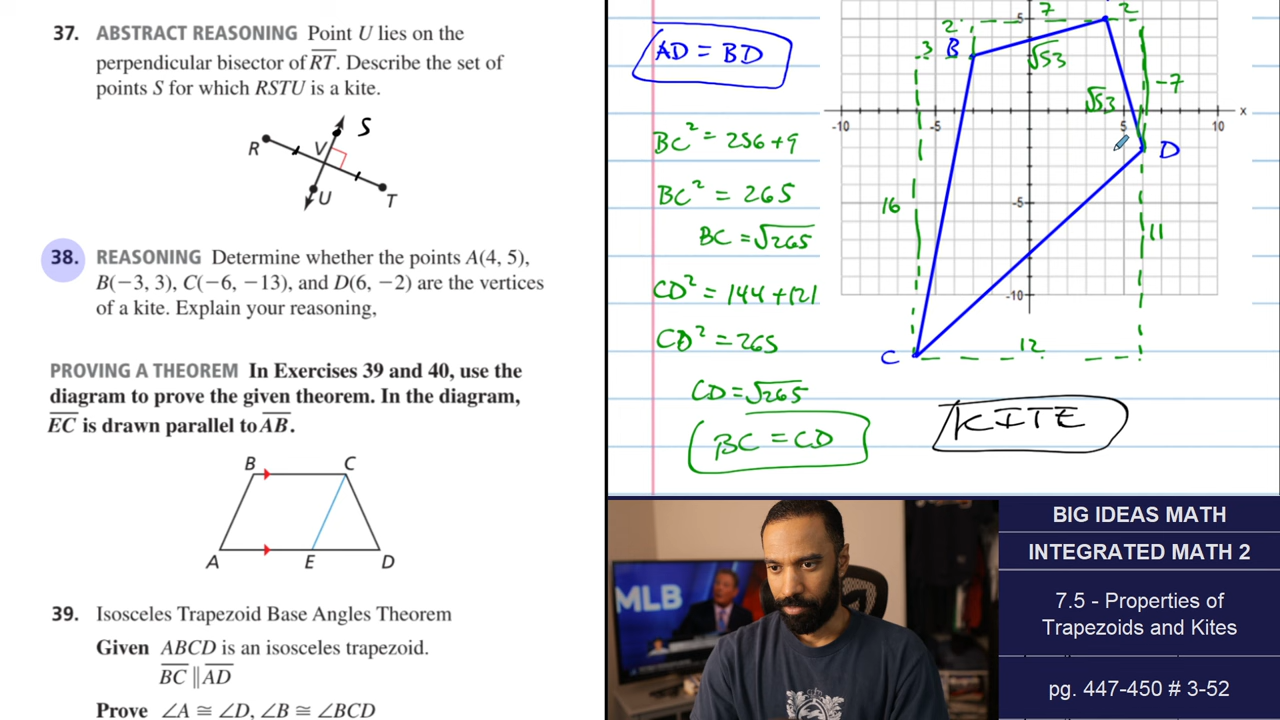 37. ABSTRACT REASONING Point U lies on the
perpendicular bisector of RT. Describe the set of
points S for which RSTU is a kite.
S
R
V
U
T
38. REASONING Determine whether the points A(4, 5),
B(−3, 3), C(−6, −13), and D(6, −2) are the vertices
of a kite. Explain your reasoning,
PROVING A THEOREM In Exercises 39 and 40, use the
diagram to prove the given theorem. In the diagram,
EC is drawn parallel to AB.
B
C
A
E
D
39. Isosceles Trapezoid Base Angles Theorem
Given ABCD is an isosceles trapezoid.
BC || AD
Prove ∠A ≅ ∠D, ∠B ≅ ∠BCD
AD = BD
BC² = 256+9
BC² = 265
BC = √265
CD² = 144+121
CD² = 265
CD = √265
BC = CD
7
2
2
5
3
B
√53
√53
-7
-10
-5
5
10
x
D
16
-5
11
-10
12
C
KITE
MLB
BIG IDEAS MATH
INTEGRATED MATH 2
7.5 - Properties of
Trapezoids and Kites
pg. 447-450 # 3-52